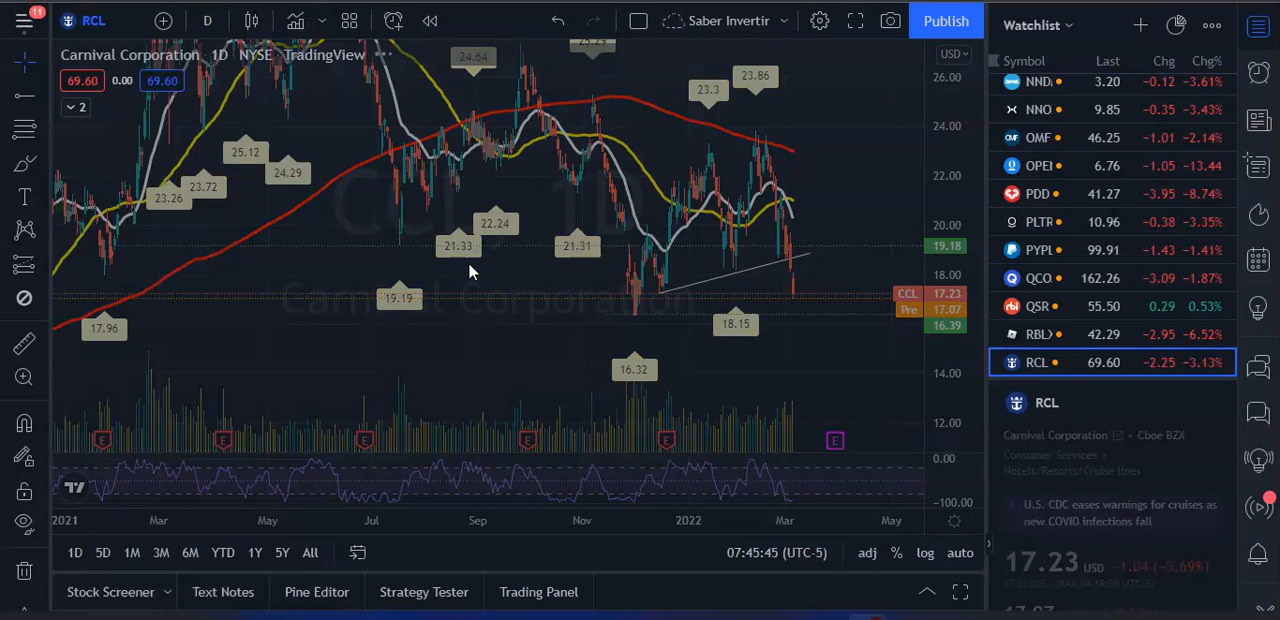 11
RCL
D
Saber Invertir
Publish
Carnival Corporation 1D NYSE TradingView
69.60 0.00 69.60
2
USD
26.00
24.00
22.00
20.00
19.18
18.00
CCL 17.23
Pre 17.07
16.39
14.00
12.00
0.00
-100.00
24.64
25.29
23.3
23.86
25.12
24.29
23.26
23.72
21.33
22.24
21.31
19.19
17.96
18.15
16.32
CCL, 1D
Carnival Corporation
E E E E E E
2021 Mar May Jul Sep Nov 2022 Mar May
1D 5D 1M 3M 6M YTD 1Y 5Y All
07:45:45 (UTC-5) adj % log auto
Stock Screener Text Notes Pine Editor Strategy Tester Trading Panel
Watchlist
Symbol Last Chg Chg%
3.20 -0.12 -3.61%
NNO 9.85 -0.35 -3.43%
OMF 46.25 -1.01 -2.14%
OPEI 6.76 -1.05 -13.44
PDD 41.27 -3.95 -8.74%
PLTR 10.96 -0.38 -3.35%
PYPL 99.91 -1.43 -1.41%
QCO 162.26 -3.09 -1.87%
QSR 55.50 0.29 0.53%
RBL 42.29 -2.95 -6.52%
RCL 69.60 -2.25 -3.13%
RCL
Carnival Corporation • Cboe BZX
Consumer Services •
Hotels/Resorts/Cruise lines
U.S. CDC eases warnings for cruises as
new COVID infections fall
17.23 USD -1.04 (-5.69%)